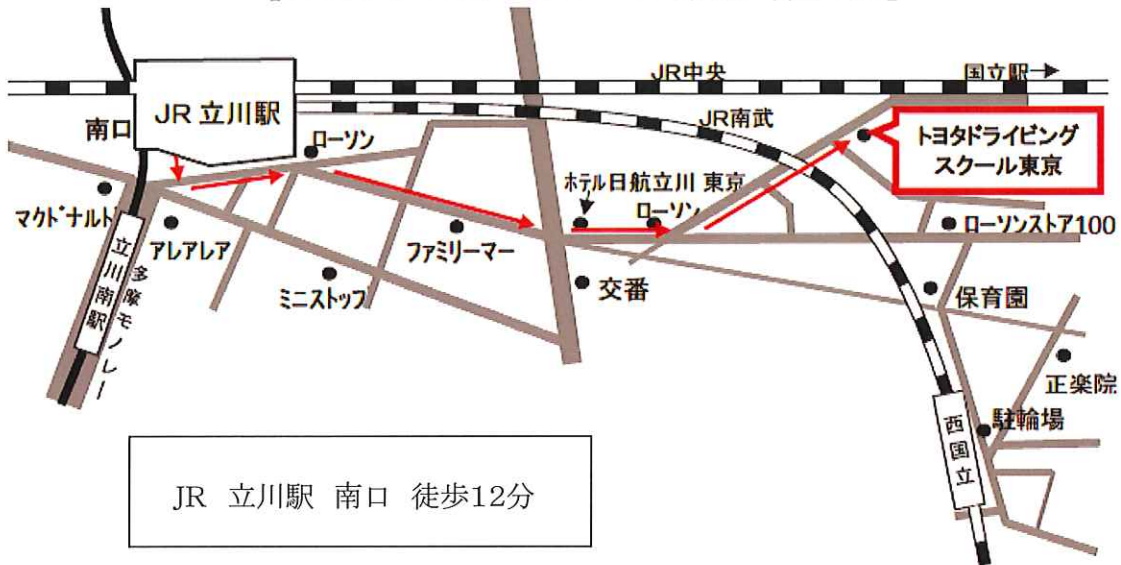 JR中央
国立駅→
JR 立川駅
南口
JR南武
トヨタドライビング
スクール東京
ローソン
ホテル日航立川 東京
ローソン
マクドナルド
アレアレア
ファミリーマー
ローソンストア100
ミニストップ
交番
保育園
立川南駅
多摩モノレー
正楽院
駐輪場
西国立
JR 立川駅 南口 徒歩12分